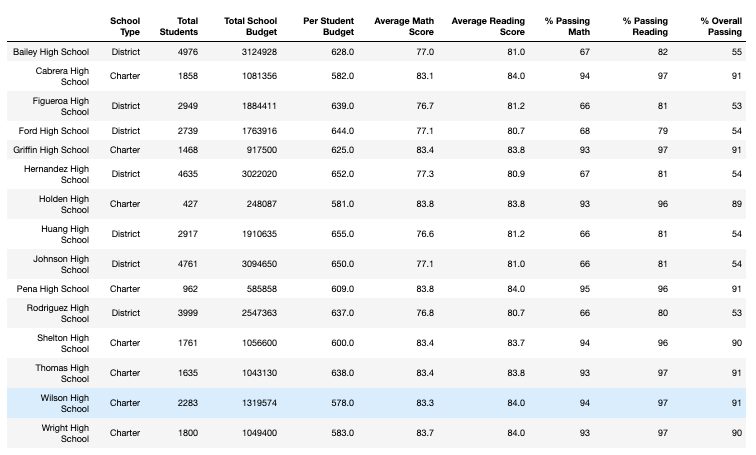 School Type Total Students Total School Budget Per Student Budget Average Math Score Average Reading Score % Passing Math % Passing Reading % Overall Passing
Bailey High School District 4976 3124928 628.0 77.0 81.0 67 82 55
Cabrera High School Charter 1858 1081356 582.0 83.1 84.0 94 97 91
Figueroa High School District 2949 1884411 639.0 76.7 81.2 66 81 53
Ford High School District 2739 1763916 644.0 77.1 80.7 68 79 54
Griffin High School Charter 1468 917500 625.0 83.4 83.8 93 97 91
Hernandez High School District 4635 3022020 652.0 77.3 80.9 67 81 54
Holden High School Charter 427 248087 581.0 83.8 83.8 93 96 89
Huang High School District 2917 1910635 655.0 76.6 81.2 66 81 54
Johnson High School District 4761 3094650 650.0 77.1 81.0 66 81 54
Pena High School Charter 962 585858 609.0 83.8 84.0 95 96 91
Rodriguez High School District 3999 2547363 637.0 76.8 80.7 66 80 53
Shelton High School Charter 1761 1056600 600.0 83.4 83.7 94 96 90
Thomas High School Charter 1635 1043130 638.0 83.4 83.8 93 97 91
Wilson High School Charter 2283 1319574 578.0 83.3 84.0 94 97 91
Wright High School Charter 1800 1049400 583.0 83.7 84.0 93 97 90